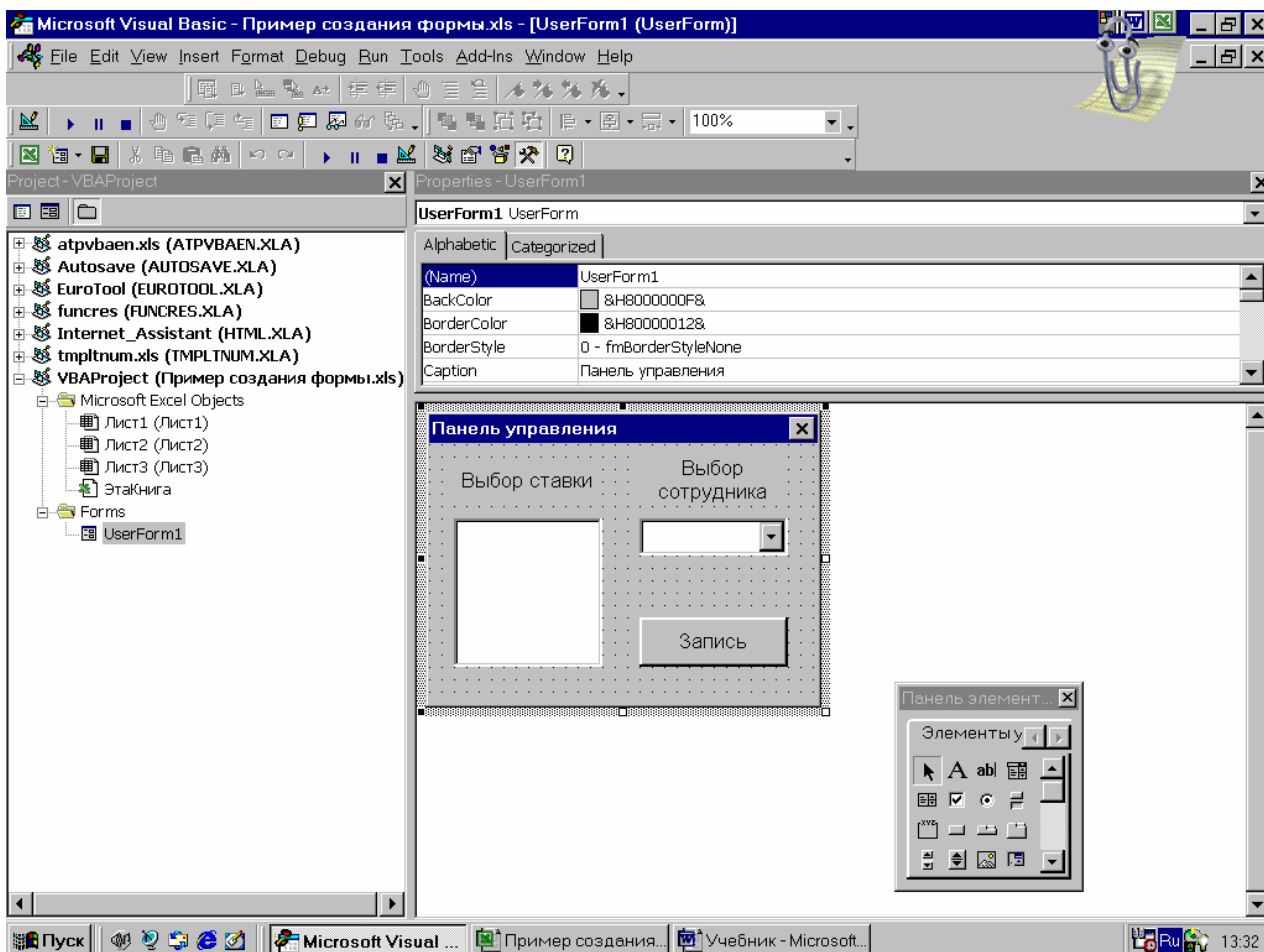 Microsoft Visual Basic - Пример создания формы.xls - [UserForm1 (UserForm)]
File Edit View Insert Format Debug Run Tools Add-Ins Window Help
100%
Project - VBAProject
Properties - UserForm1
UserForm1 UserForm
Alphabetic Categorized
(Name) UserForm1
BackColor &H8000000F&
BorderColor &H80000012&
BorderStyle 0 - fmBorderStyleNone
Caption Панель управления
atpvbaen.xls (ATPVBAEN.XLA)
Autosave (AUTOSAVE.XLA)
EuroTool (EUROTOOL.XLA)
funcres (FUNCRES.XLA)
Internet_Assistant (HTML.XLA)
tmpltnum.xls (TMPLTNUM.XLA)
VBAProject (Пример создания формы.xls)
Microsoft Excel Objects
Лист1 (Лист1)
Лист2 (Лист2)
Лист3 (Лист3)
ЭтаКнига
Forms
UserForm1
Панель управления
Выбор ставки
Выбор
сотрудника
Запись
Панель элемент...
Элементы у
A ab|
xyz
Пуск
Microsoft Visual ...
Пример создания...
Учебник - Microsoft...
Ru
13:32